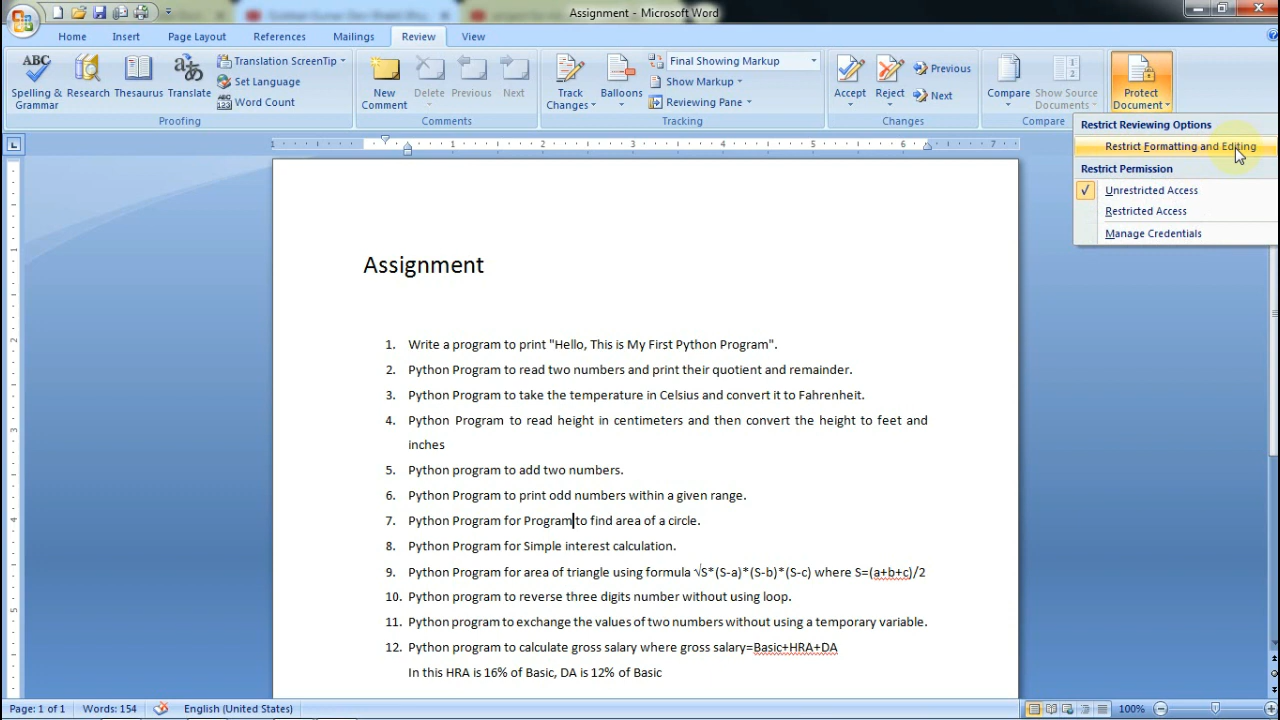 Assignment - Microsoft Word
Home Insert Page Layout References Mailings Review View
ABC Spelling & Grammar
Research
Thesaurus
Translate
Translation ScreenTip
Set Language
Word Count
Proofing
New Comment
Delete
Previous
Next
Comments
Track Changes
Balloons
Final Showing Markup
Show Markup
Reviewing Pane
Tracking
Accept
Reject
Previous
Next
Changes
Compare
Show Source Documents
Compare
Protect Document
Restrict Reviewing Options
Restrict Formatting and Editing
Restrict Permission
Unrestricted Access
Restricted Access
Manage Credentials
1 1 2 3 4 5 6 7
Assignment
1. Write a program to print "Hello, This is My First Python Program".
2. Python Program to read two numbers and print their quotient and remainder.
3. Python Program to take the temperature in Celsius and convert it to Fahrenheit.
4. Python Program to read height in centimeters and then convert the height to feet and
inches
5. Python program to add two numbers.
6. Python Program to print odd numbers within a given range.
7. Python Program for Program to find area of a circle.
8. Python Program for Simple interest calculation.
9. Python Program for area of triangle using formula √S*(S-a)*(S-b)*(S-c) where S=(a+b+c)/2
10. Python program to reverse three digits number without using loop.
11. Python program to exchange the values of two numbers without using a temporary variable.
12. Python program to calculate gross salary where gross salary=Basic+HRA+DA
In this HRA is 16% of Basic, DA is 12% of Basic
Page: 1 of 1 Words: 154 English (United States) 100%